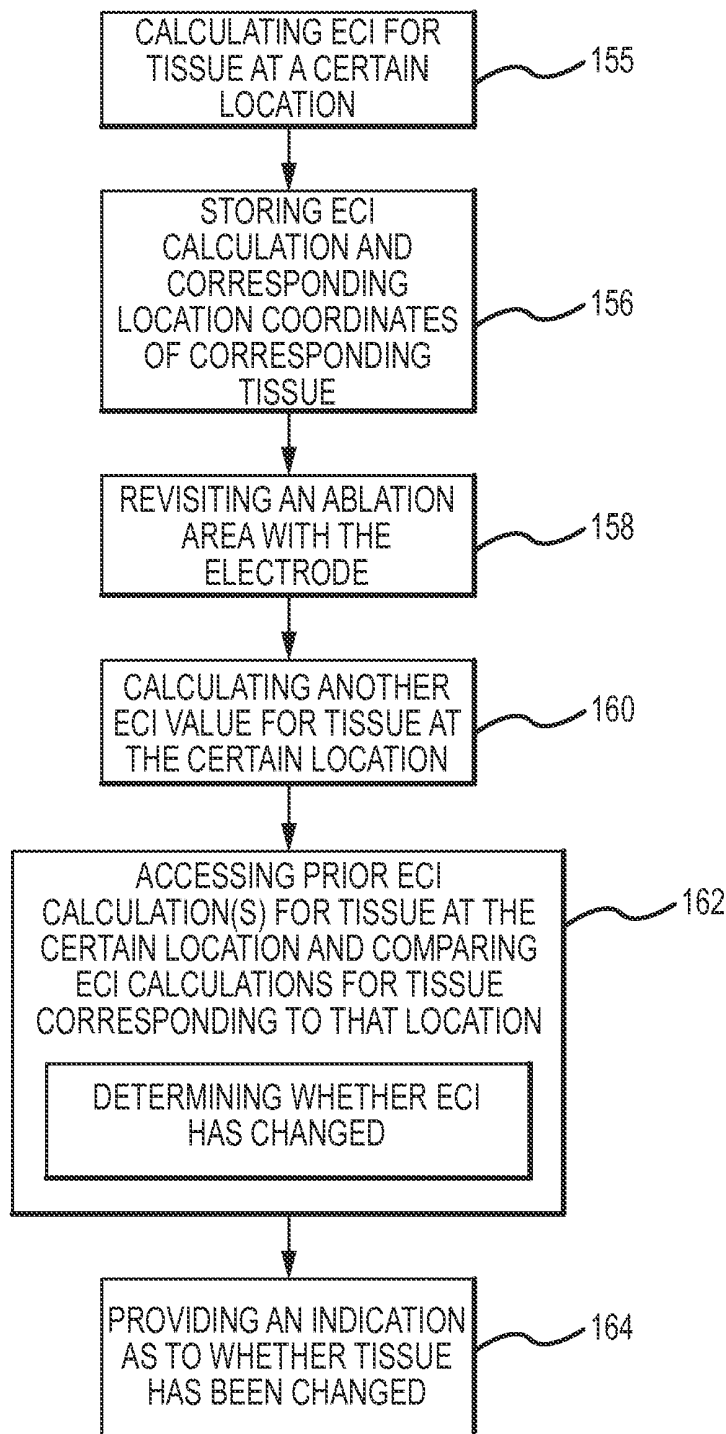 CALCULATING ECI FOR
TISSUE AT A CERTAIN
LOCATION
155
STORING ECI
CALCULATION AND
CORRESPONDING
LOCATION COORDINATES
OF CORRESPONDING
TISSUE
156
REVISITING AN ABLATION
AREA WITH THE
ELECTRODE
158
CALCULATING ANOTHER
ECI VALUE FOR TISSUE AT
THE CERTAIN LOCATION
160
ACCESSING PRIOR ECI
CALCULATION(S) FOR TISSUE AT THE
CERTAIN LOCATION AND COMPARING
ECI CALCULATIONS FOR TISSUE
CORRESPONDING TO THAT LOCATION
162
DETERMINING WHETHER ECI
HAS CHANGED
PROVIDING AN INDICATION
AS TO WHETHER TISSUE
HAS BEEN CHANGED
164